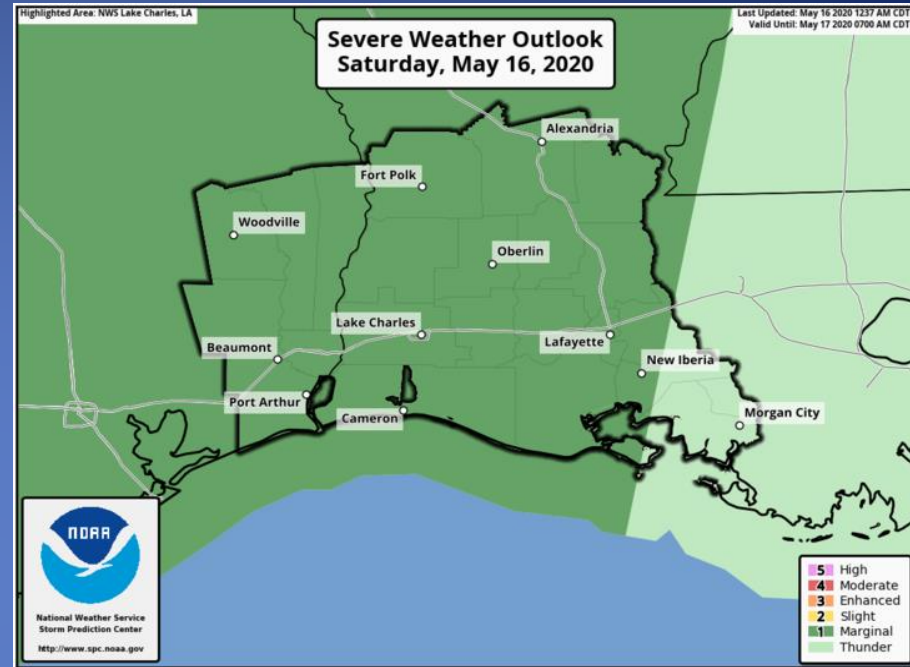 Highlighted Area: NWS Lake Charles, LA
Last Updated: May 16 2020 1237 AM CDT
Valid Until: May 17 2020 0700 AM CDT
Severe Weather Outlook
Saturday, May 16, 2020
Alexandria
Fort Polk
Woodville
Oberlin
Lake Charles
Beaumont
Lafayette
New Iberia
Port Arthur
Cameron
Morgan City
NOAA
National Weather Service
Storm Prediction Center
http://www.spc.noaa.gov
5 High
4 Moderate
3 Enhanced
2 Slight
1 Marginal
Thunder